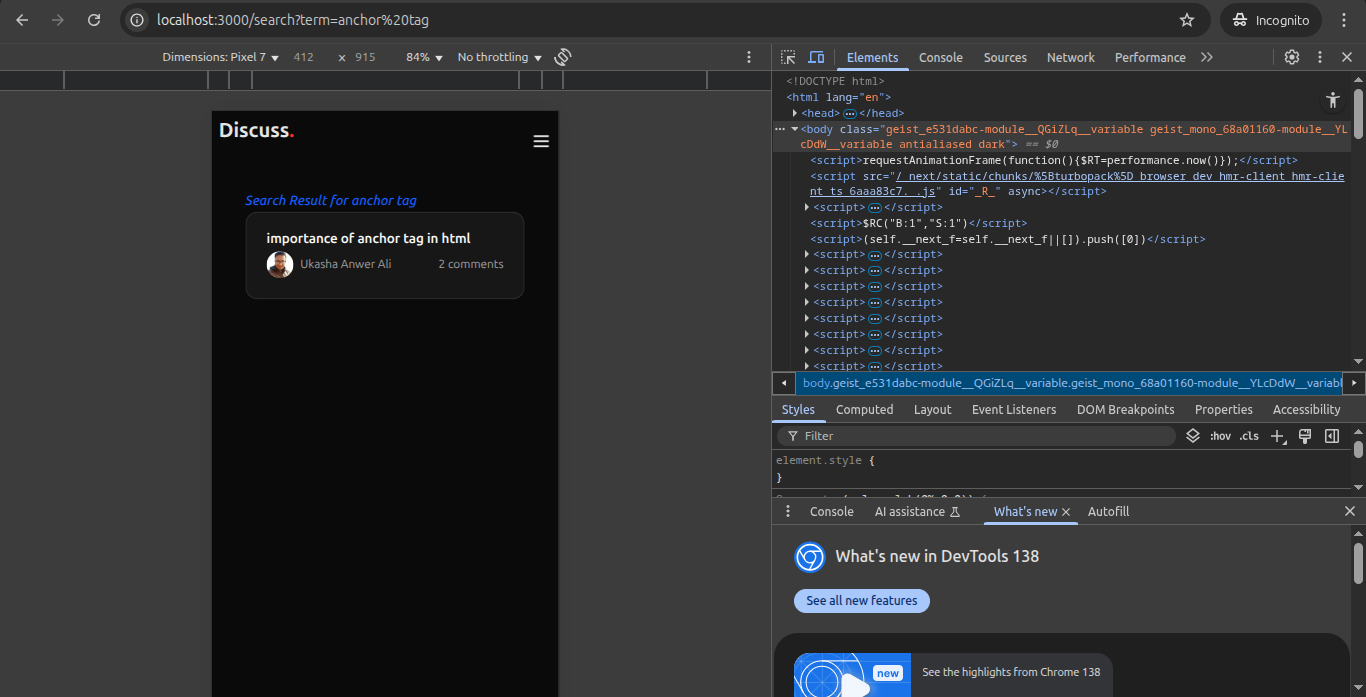 localhost:3000/search?term=anchor%20tag
Incognito
Dimensions: Pixel 7 412 x 915 84% No throttling
Elements Console Sources Network Performance
Discuss.
Search Result for anchor tag
importance of anchor tag in html
Ukasha Anwer Ali 2 comments
<!DOCTYPE html>
<html lang="en">
<head> … </head>
<body class="geist_e531dabc-module__QGiZLq__variable geist_mono_68a01160-module__YL
cDdW__variable antialiased dark"> == $0
<script>requestAnimationFrame(function(){$RT=performance.now()});</script>
<script src="/_next/static/chunks/%5Bturbopack%5D_browser_dev_hmr-client_hmr-clie
nt_ts_6aaa83c7._.js" id="_R_" async></script>
<script> … </script>
<script>$RC("B:1","S:1")</script>
<script>(self.__next_f=self.__next_f||[]).push([0])</script>
<script> … </script>
<script> … </script>
<script> … </script>
<script> … </script>
<script> … </script>
<script> … </script>
<script> … </script>
<script> … </script>
body.geist_e531dabc-module__QGiZLq__variable.geist_mono_68a01160-module__YLcDdW__variabl
Styles Computed Layout Event Listeners DOM Breakpoints Properties Accessibility
Filter :hov .cls
element.style {
}
Console AI assistance What's new Autofill
What's new in DevTools 138
See all new features
new
See the highlights from Chrome 138